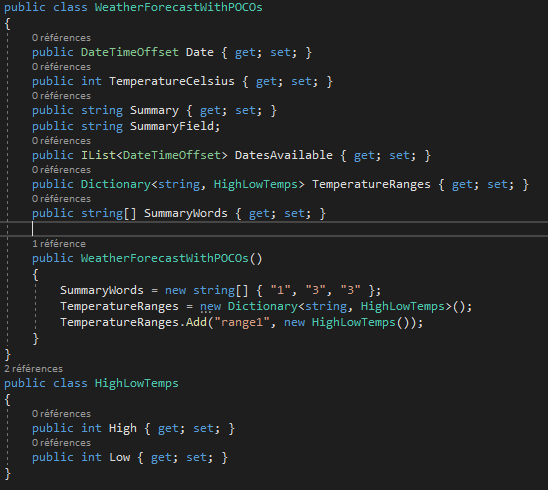 public class WeatherForecastWithPOCOs
{
0 références
public DateTimeOffset Date { get; set; }
0 références
public int TemperatureCelsius { get; set; }
0 références
public string Summary { get; set; }
public string SummaryField;
0 références
public IList<DateTimeOffset> DatesAvailable { get; set; }
0 références
public Dictionary<string, HighLowTemps> TemperatureRanges { get; set; }
0 références
public string[] SummaryWords { get; set; }
1 référence
public WeatherForecastWithPOCOs()
{
SummaryWords = new string[] { "1", "3", "3" };
TemperatureRanges = new Dictionary<string, HighLowTemps>();
TemperatureRanges.Add("range1", new HighLowTemps());
}
}
2 références
public class HighLowTemps
{
0 références
public int High { get; set; }
0 références
public int Low { get; set; }
}